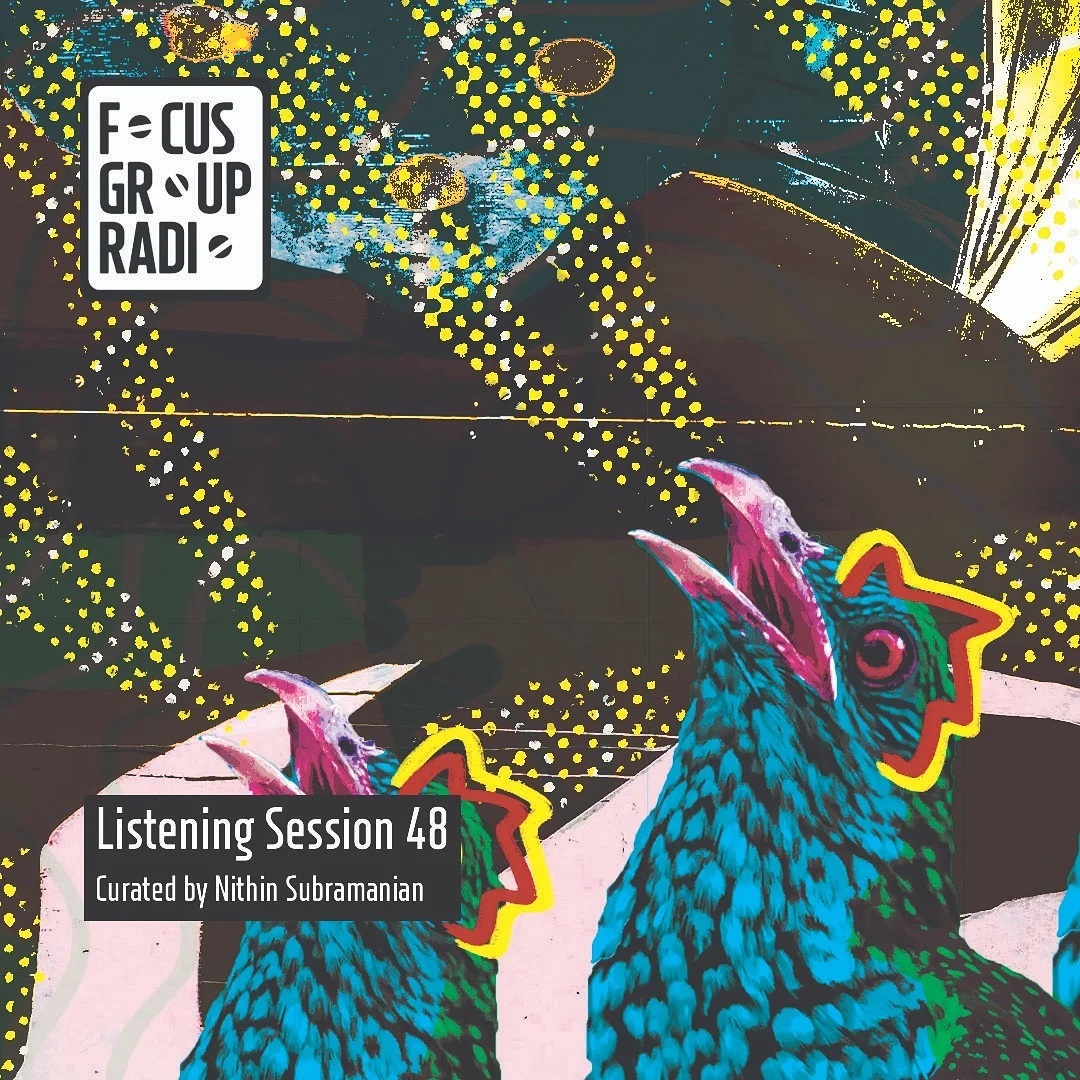 FOCUS
GROUP
RADIO
Listening Session 48
Curated by Nithin Subramanian